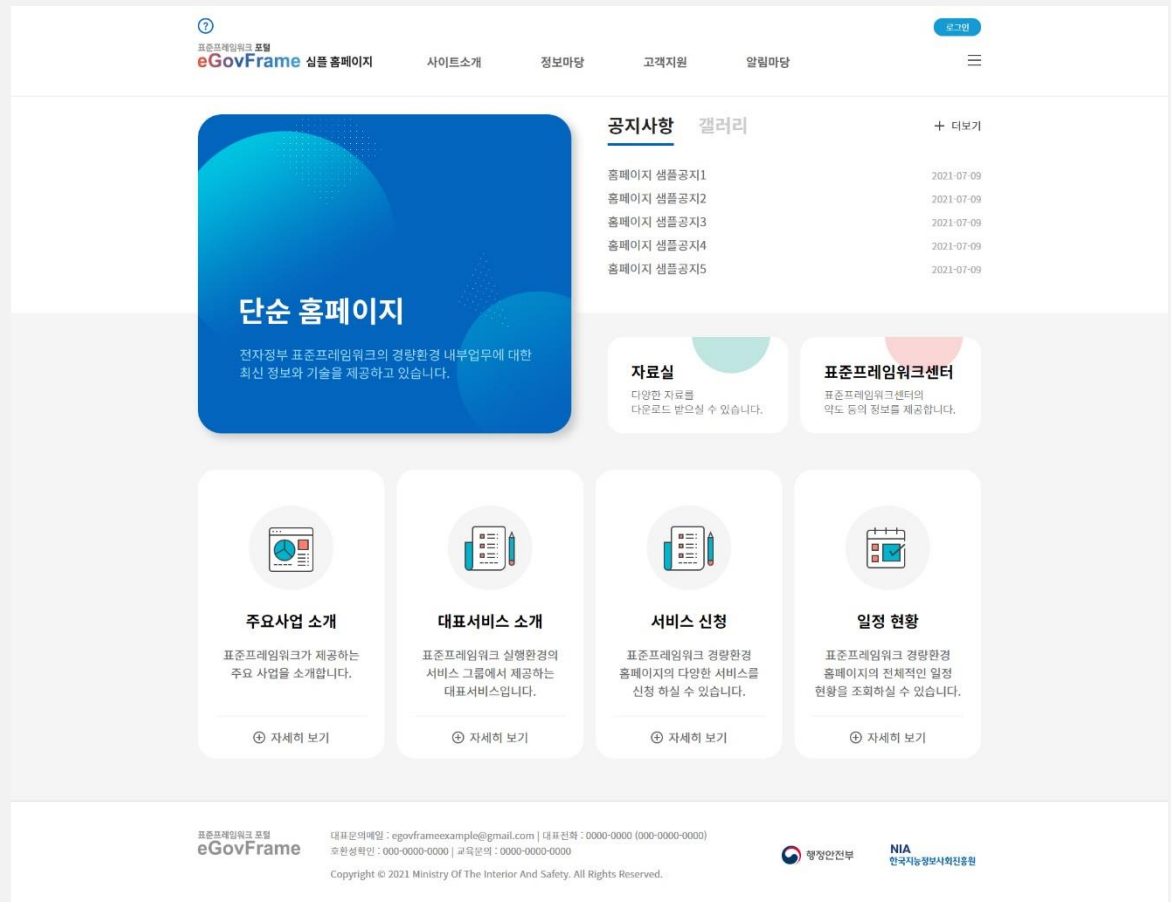 ?
로그인
표준프레임워크 포털
eGovFrame 심플 홈페이지
사이트소개
정보마당
고객지원
알림마당
단순 홈페이지
전자정부 표준프레임워크의 경량환경 내부업무에 대한
최신 정보와 기술을 제공하고 있습니다.
공지사항
갤러리
+ 더보기
홈페이지 샘플공지1 2021-07-09
홈페이지 샘플공지2 2021-07-09
홈페이지 샘플공지3 2021-07-09
홈페이지 샘플공지4 2021-07-09
홈페이지 샘플공지5 2021-07-09
자료실
다양한 자료를
다운로드 받으실 수 있습니다.
표준프레임워크센터
표준프레임워크센터의
약도 등의 정보를 제공합니다.
주요사업 소개
표준프레임워크가 제공하는
주요 사업을 소개합니다.
자세히 보기
대표서비스 소개
표준프레임워크 실행환경의
서비스 그룹에서 제공하는
대표서비스입니다.
자세히 보기
서비스 신청
표준프레임워크 경량환경
홈페이지의 다양한 서비스를
신청 하실 수 있습니다.
자세히 보기
일정 현황
표준프레임워크 경량환경
홈페이지의 전체적인 일정
현황을 조회하실 수 있습니다.
자세히 보기
표준프레임워크 포털
eGovFrame
대표문의메일 : egovframeexample@gmail.com | 대표전화 : 0000-0000 (000-0000-0000)
호환성확인 : 000-0000-0000 | 교육문의 : 0000-0000-0000
Copyright © 2021 Ministry Of The Interior And Safety. All Rights Reserved.
행정안전부
NIA
한국지능정보사회진흥원